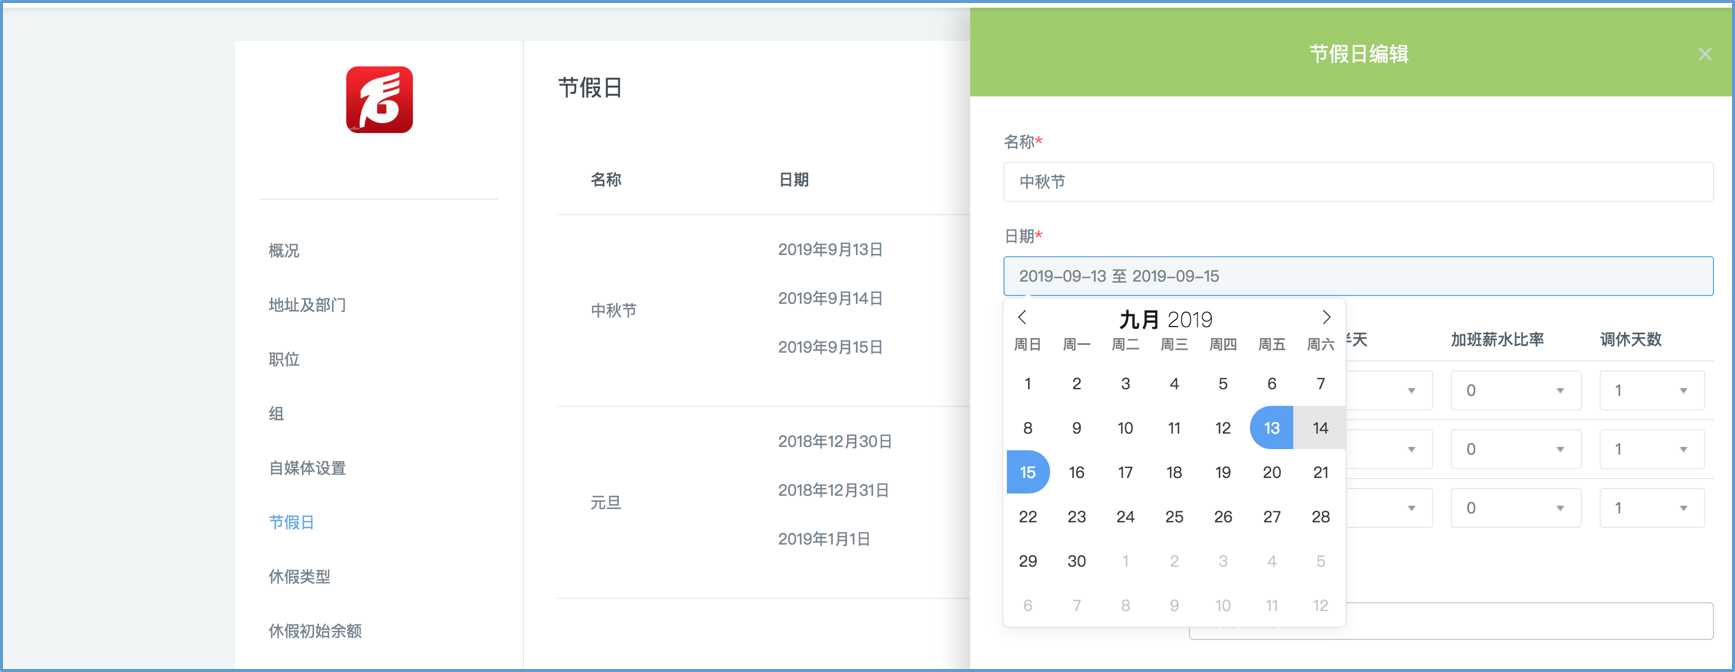 节假日编辑
节假日
名称*
中秋节
名称 日期
日期*
2019-09-13 至 2019-09-15
概况
2019年9月13日
地址及部门
2019年9月14日
中秋节
2019年9月15日
职位
组
2018年12月30日
自媒体设置
2018年12月31日
元旦
节假日
2019年1月1日
休假类型
休假初始余额
九月 2019
周日 周一 周二 周三 周四 周五 周六
1 2 3 4 5 6 7
8 9 10 11 12 13 14
15 16 17 18 19 20 21
22 23 24 25 26 27 28
29 30 1 2 3 4 5
6 7 8 9 10 11 12
天 加班薪水比率 调休天数
0 1
0 1
0 1